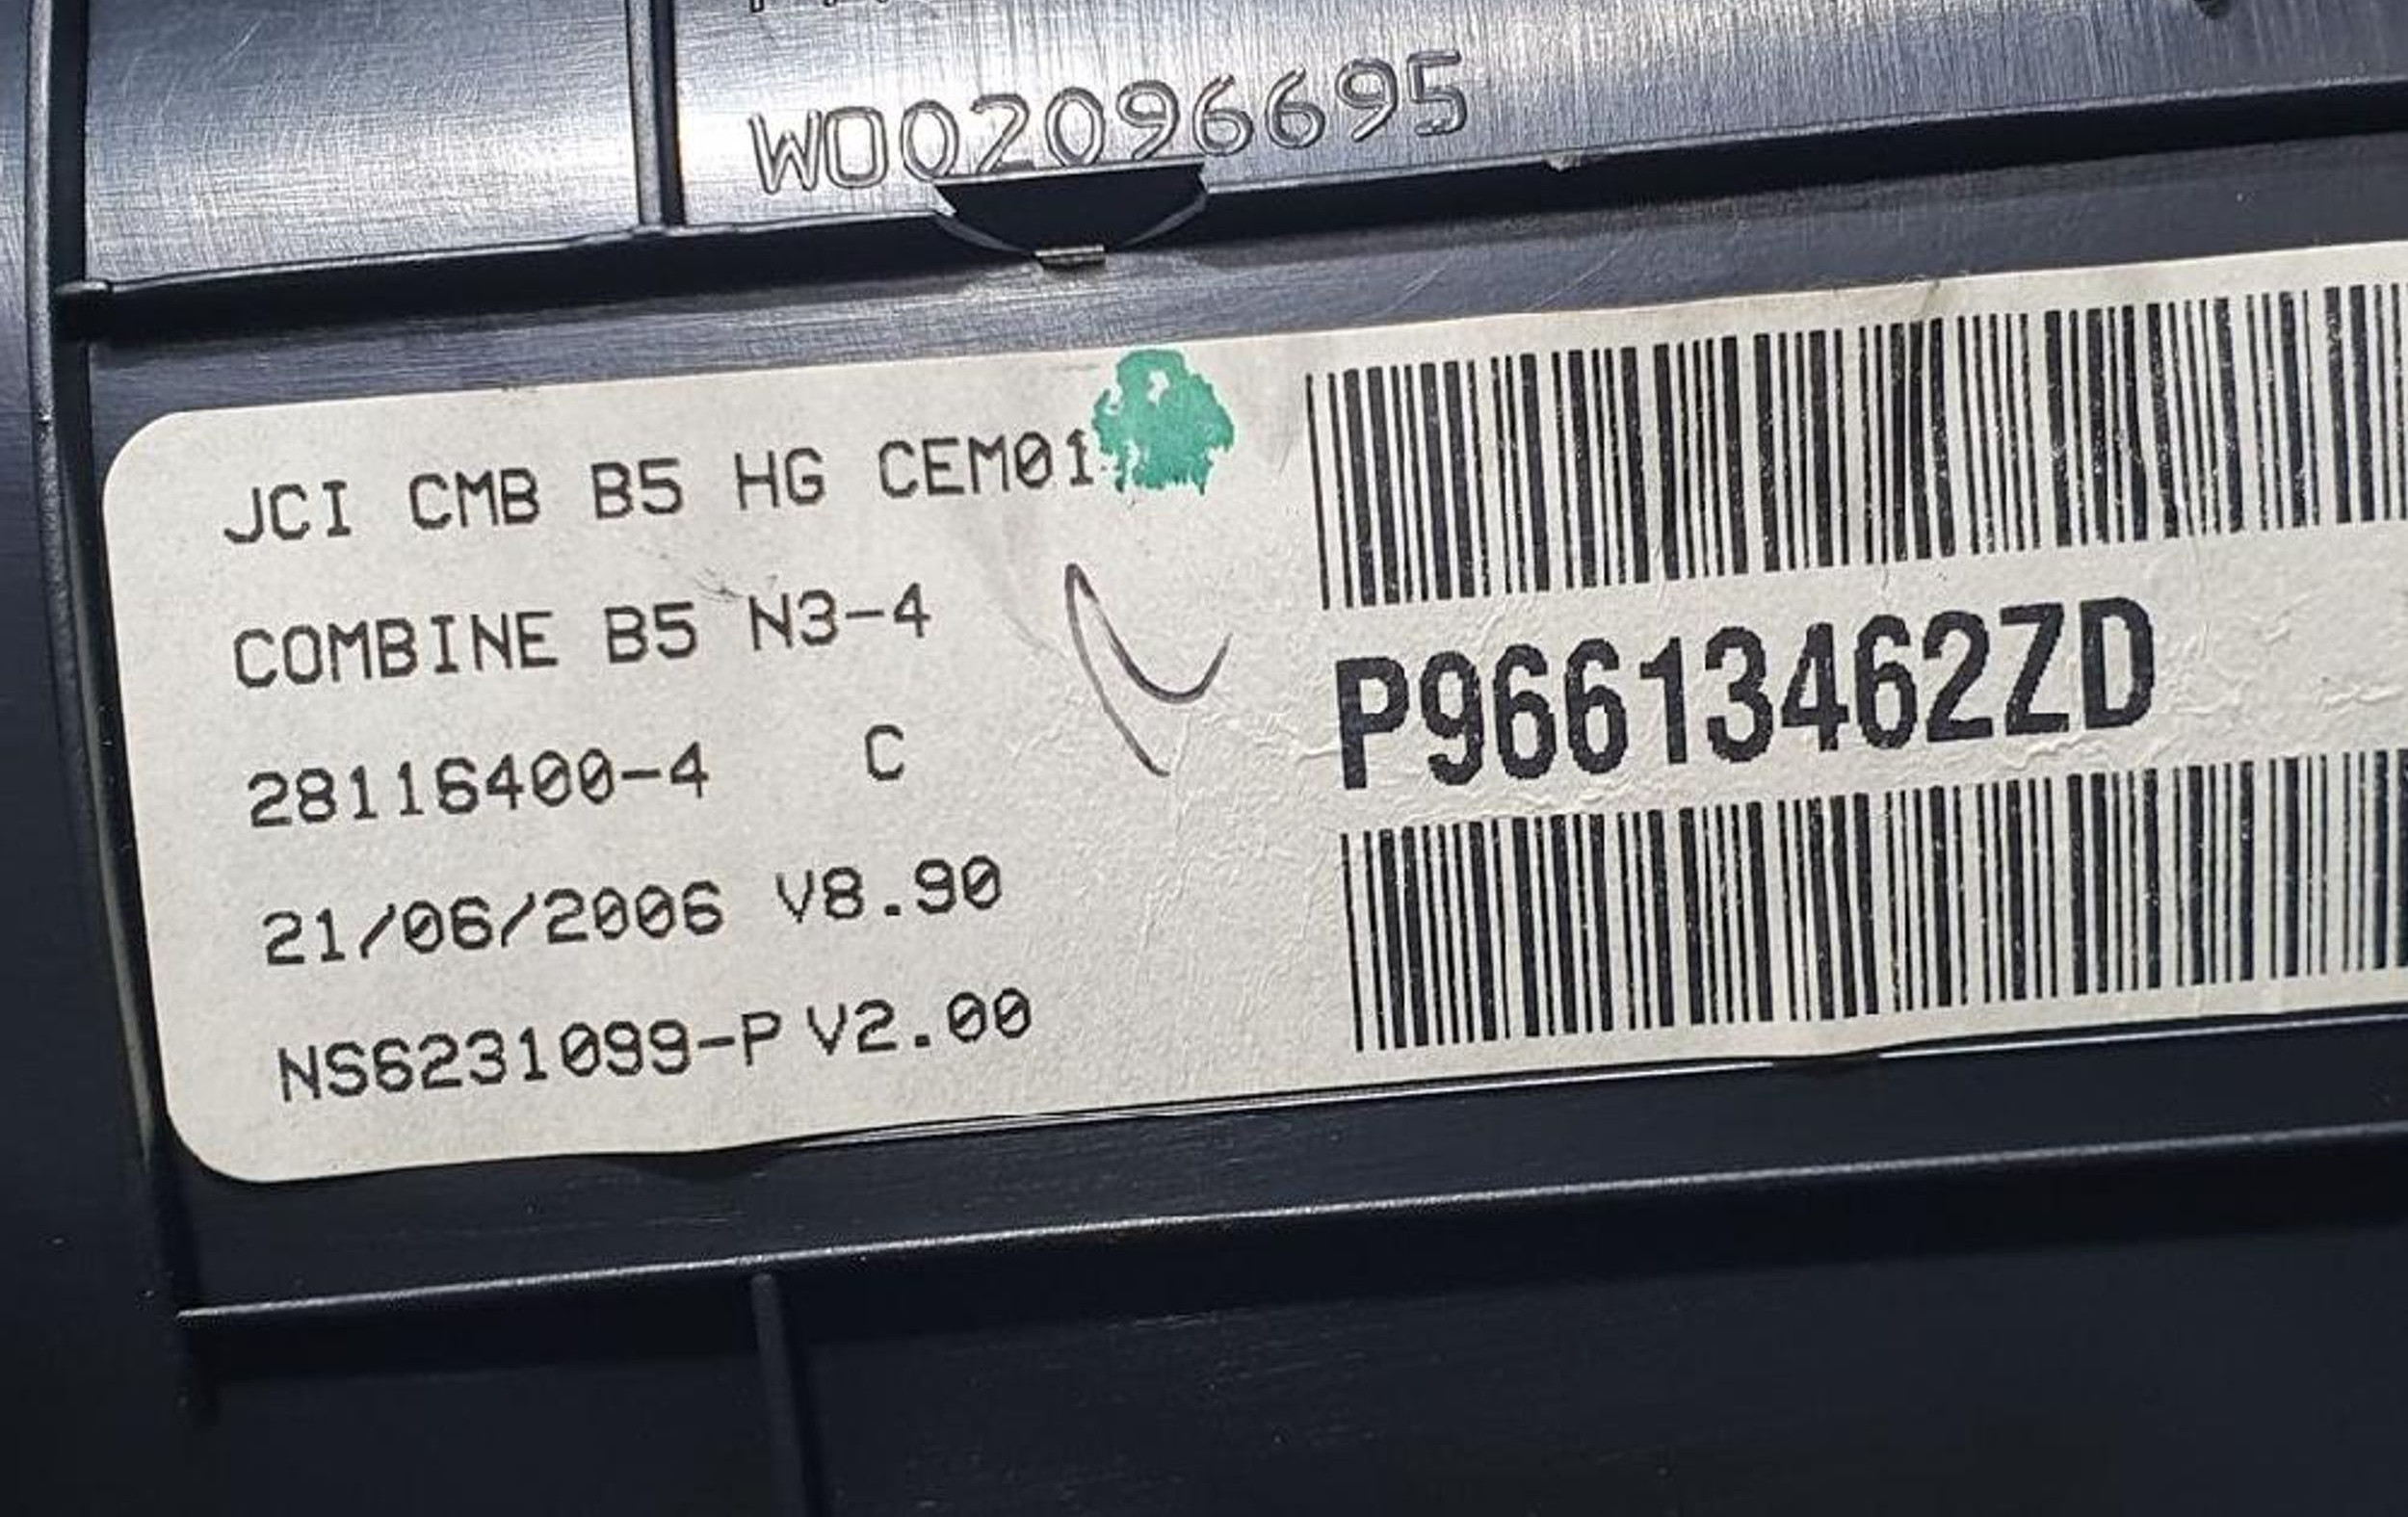 W002096695
JCI CMB B5 HG CEM01
COMBINE B5 N3-4
28116400-4 C
21/06/2006 V8.90
NS6231099-P V2.00
P96613462ZD